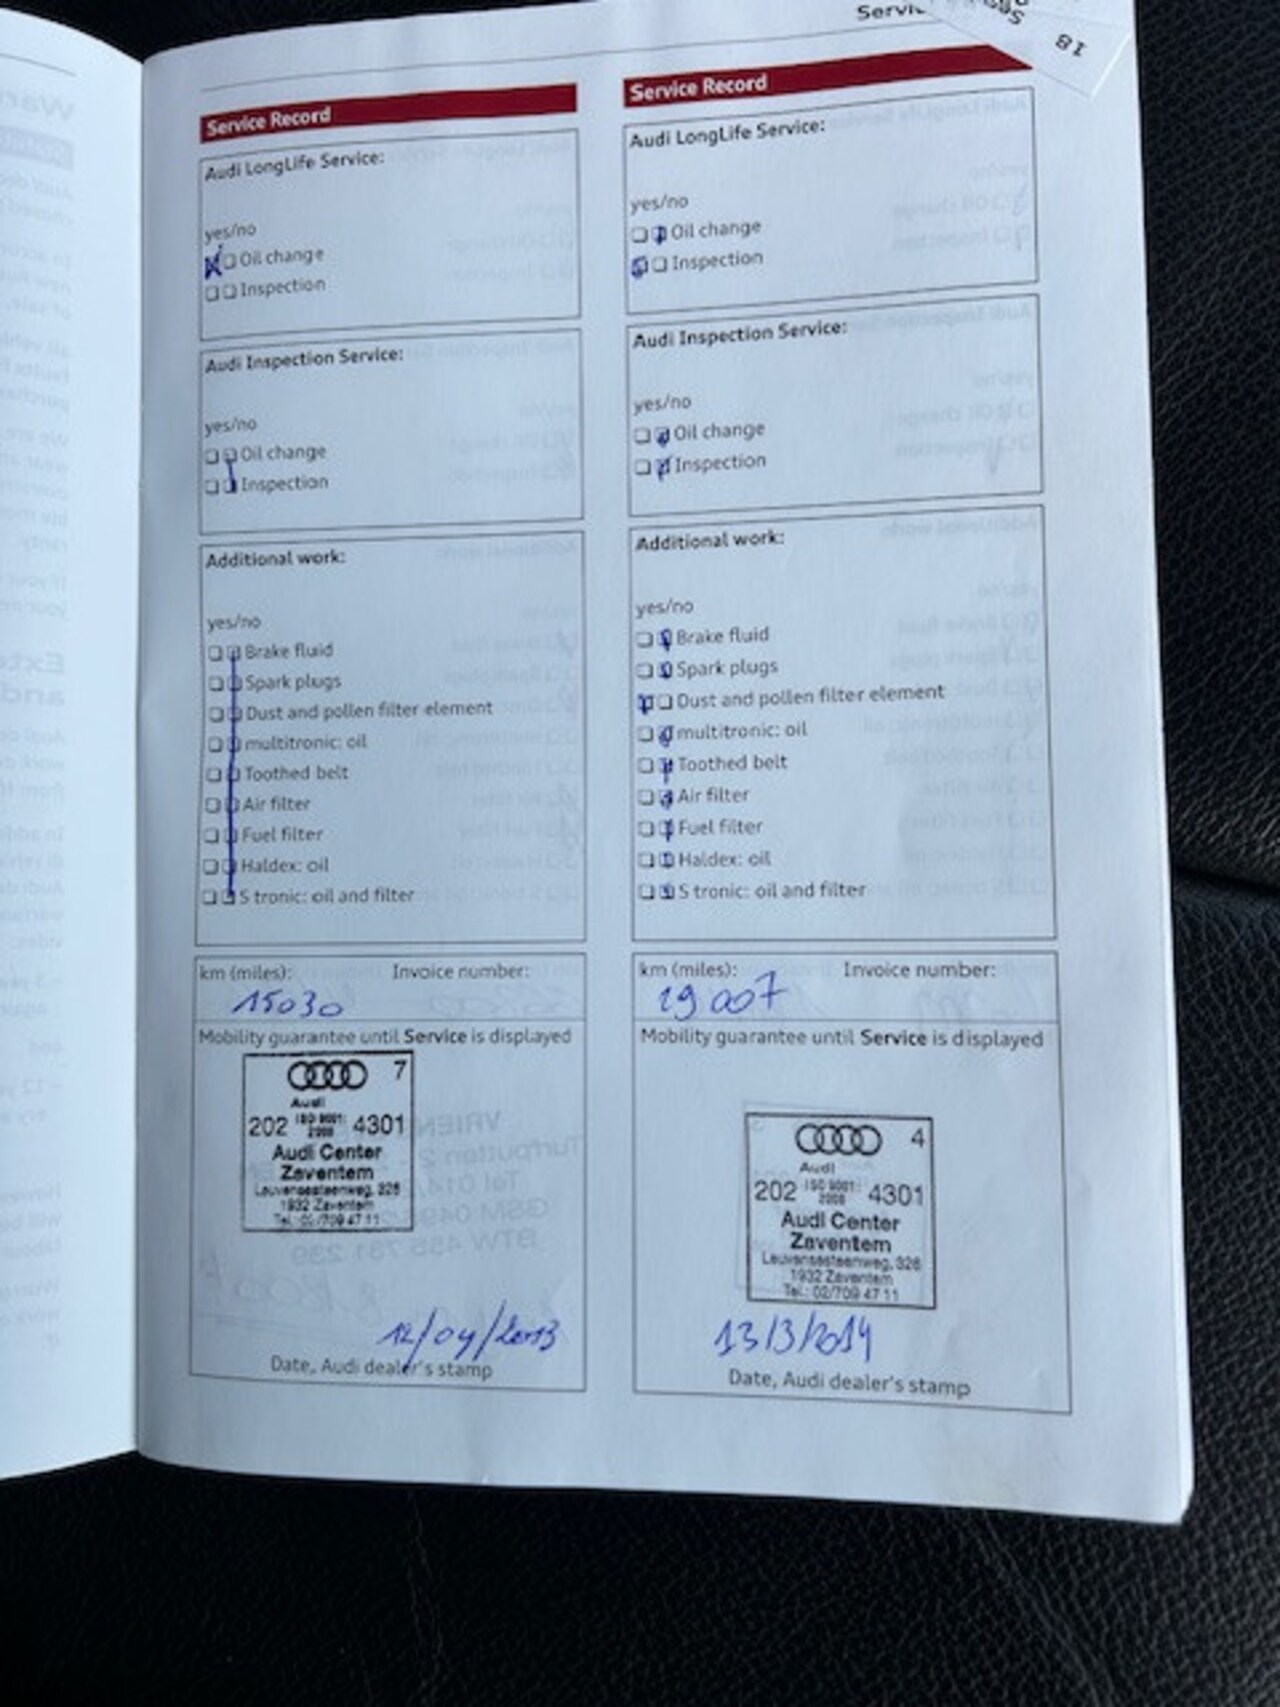 18
Service Record
Audi LongLife Service:
yes/no
Oil change
Inspection
Audi Inspection Service:
yes/no
Oil change
Inspection
Additional work:
yes/no
Brake fluid
Spark plugs
Dust and pollen filter element
multitronic: oil
Toothed belt
Air filter
Fuel filter
Haldex: oil
S tronic: oil and filter
km (miles): Invoice number:
15030
Mobility guarantee until Service is displayed
7
Audi
202 ISO 9001: 2008 4301
Audi Center
Zaventem
Leuvensesteenweg, 326
1932 Zaventem
Tel.: 02/709 47 11
12/04/2013
Date, Audi dealer's stamp
Service Record
Audi LongLife Service:
yes/no
Oil change
Inspection
Audi Inspection Service:
yes/no
Oil change
Inspection
Additional work:
yes/no
Brake fluid
Spark plugs
Dust and pollen filter element
multitronic: oil
Toothed belt
Air filter
Fuel filter
Haldex: oil
S tronic: oil and filter
km (miles): Invoice number:
19007
Mobility guarantee until Service is displayed
4
Audi
202 ISO 9001: 2008 4301
Audi Center
Zaventem
Leuvensesteenweg, 326
1932 Zaventem
Tel.: 02/709 47 11
13/3/2014
Date, Audi dealer's stamp